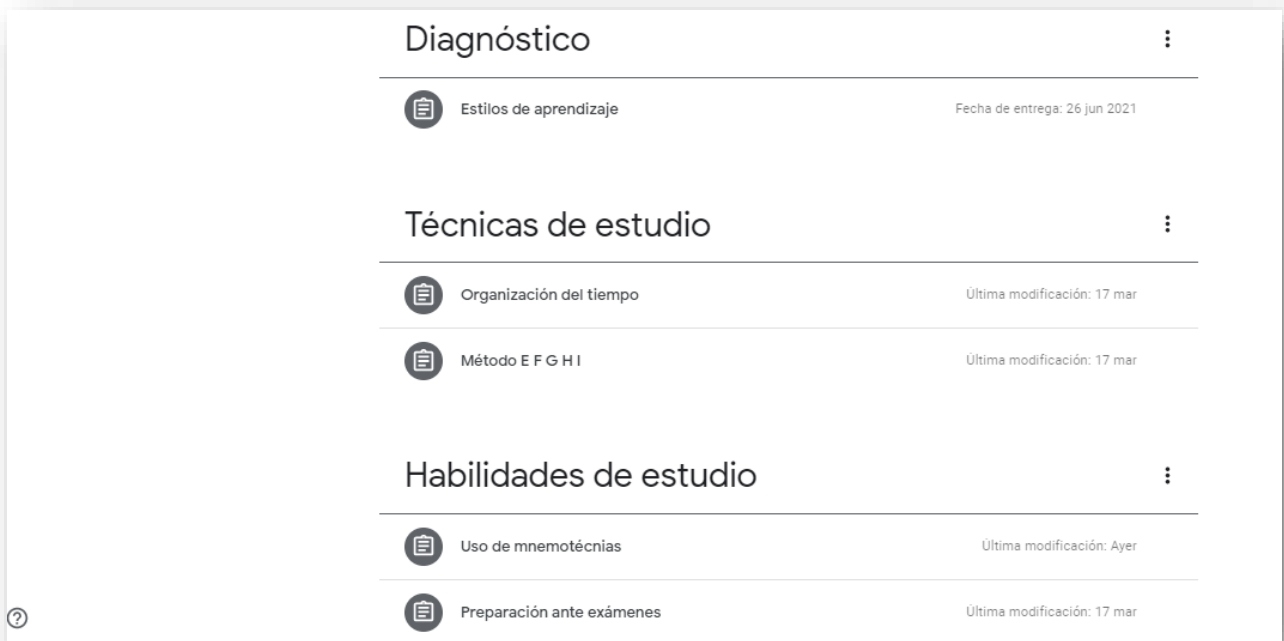 Diagnóstico
Estilos de aprendizaje Fecha de entrega: 26 jun 2021
Técnicas de estudio
Organización del tiempo Última modificación: 17 mar
Método E F G H I Última modificación: 17 mar
Habilidades de estudio
Uso de mnemotécnias Última modificación: Ayer
Preparación ante exámenes Última modificación: 17 mar